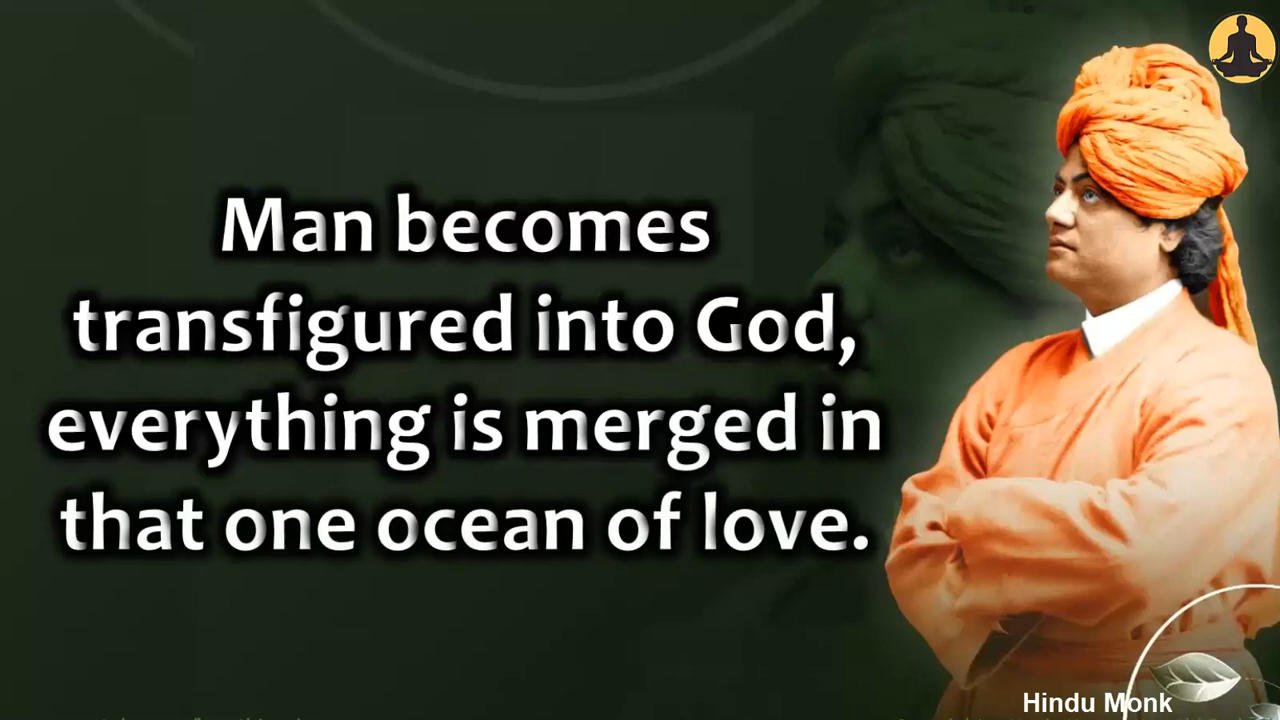 Man becomes
transfigured into God,
everything is merged in
that one ocean of love.
Hindu Monk